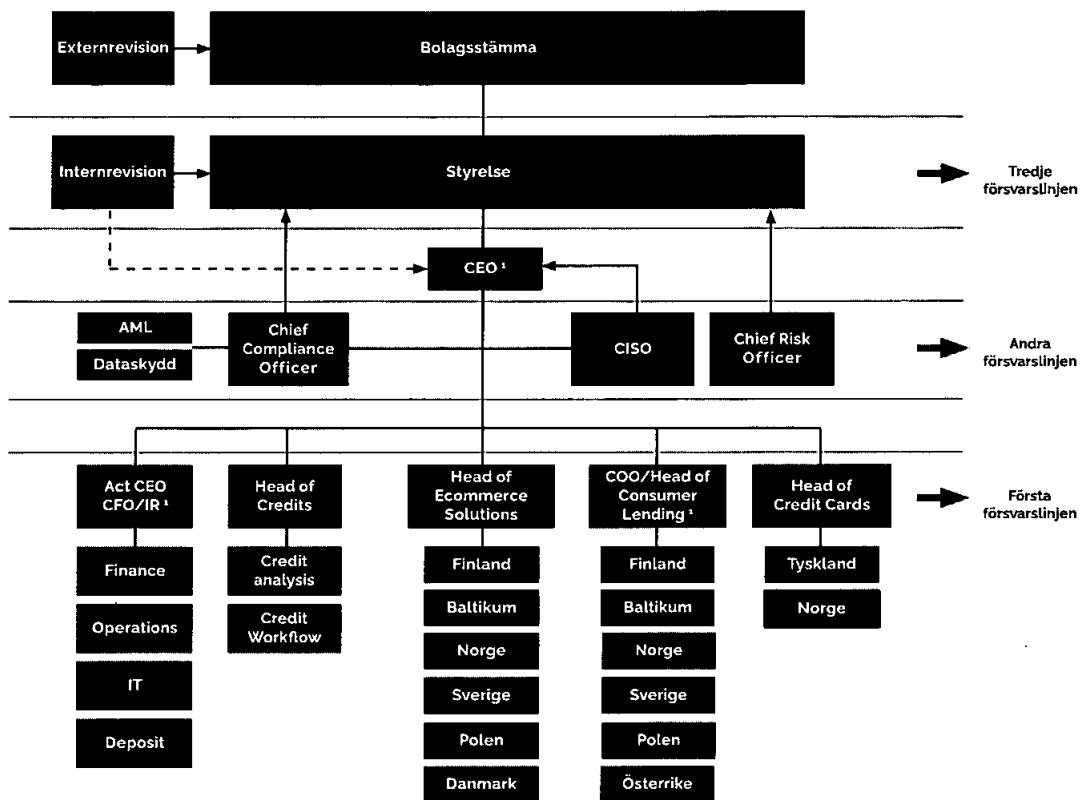 Externrevision
Bolagsstämma
Internrevision
Styrelse
Tredje
försvarslinjen
CEO ¹
AML
Dataskydd
Chief
Compliance
Officer
CISO
Chief Risk
Officer
Andra
försvarslinjen
Act CEO
CFO/IR ¹
Head of
Credits
Head of
Ecommerce
Solutions
COO/Head of
Consumer
Lending ¹
Head of
Credit Cards
Första
försvarslinjen
Finance
Operations
IT
Deposit
Credit
analysis
Credit
Workflow
Finland
Baltikum
Norge
Sverige
Polen
Danmark
Finland
Baltikum
Norge
Sverige
Polen
Österrike
Tyskland
Norge